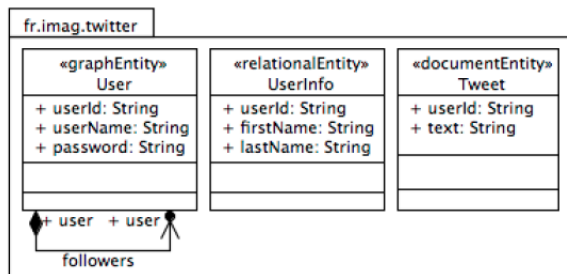 fr.imag.twitter
«graphEntity»
User
+ userId: String
+ userName: String
+ password: String
+ user + user
followers
«relationalEntity»
UserInfo
+ userId: String
+ firstName: String
+ lastName: String
«documentEntity»
Tweet
+ userId: String
+ text: String